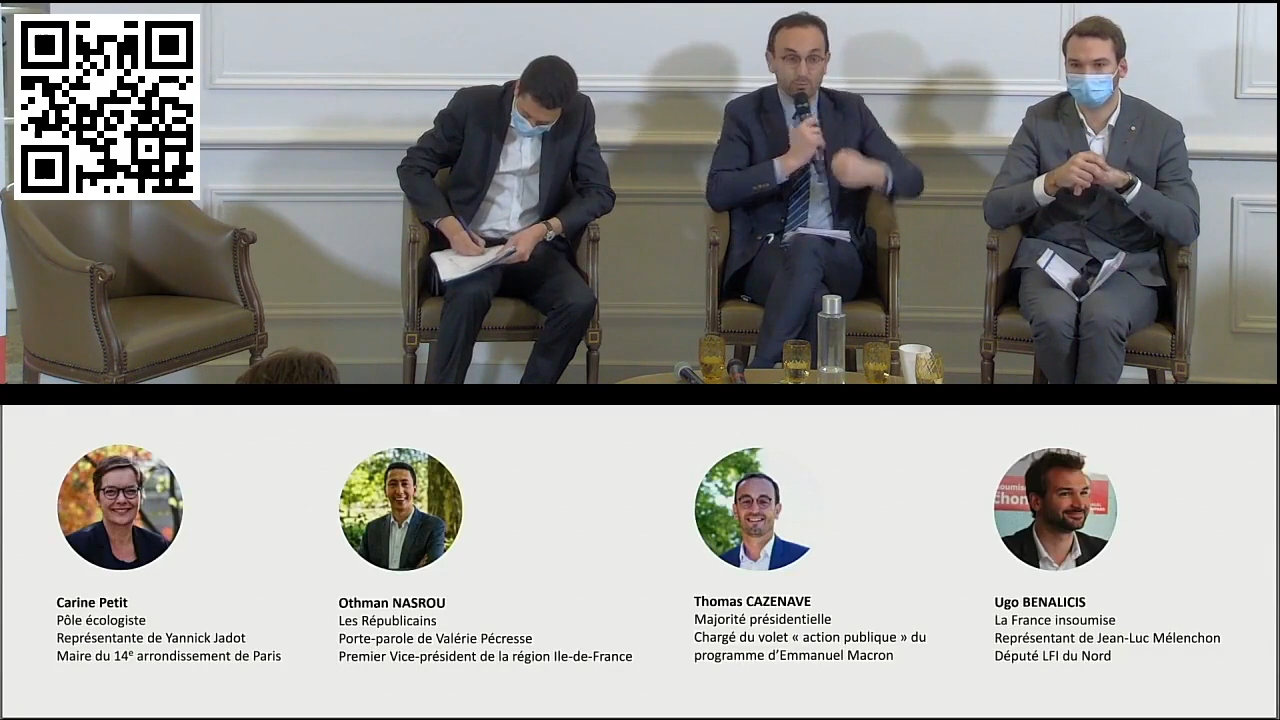 Carine Petit
Pôle écologiste
Représentante de Yannick Jadot
Maire du 14e arrondissement de Paris
Othman NASROU
Les Républicains
Porte-parole de Valérie Pécresse
Premier Vice-président de la région Ile-de-France
Thomas CAZENAVE
Majorité présidentielle
Chargé du volet « action publique » du
programme d’Emmanuel Macron
Ugo BENALICIS
La France insoumise
Représentant de Jean-Luc Mélenchon
Député LFI du Nord